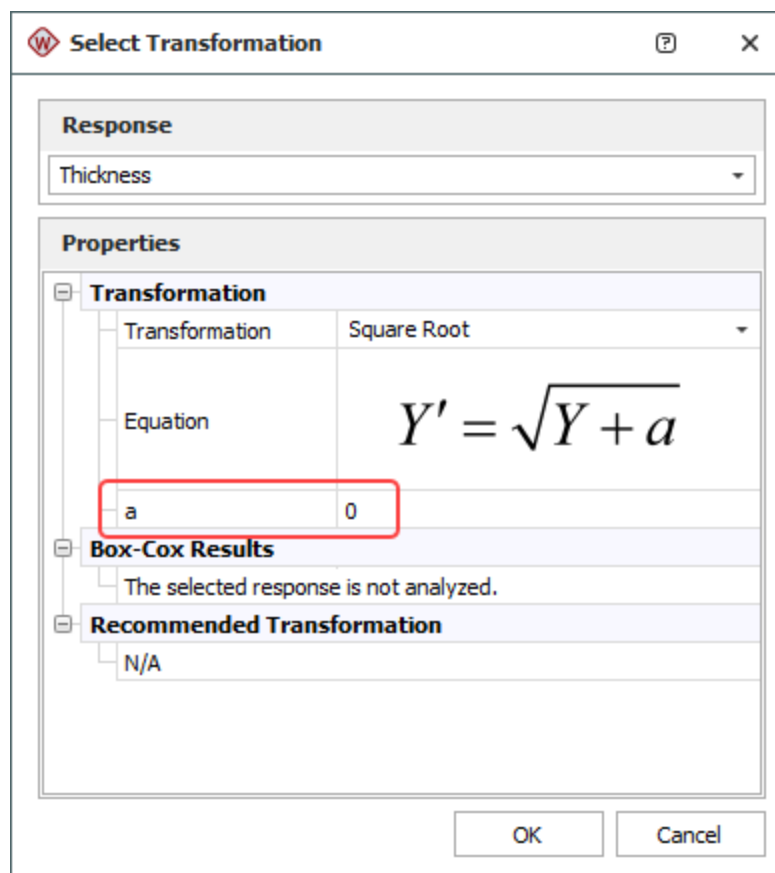 W Select Transformation ?
Response
Thickness
Properties
Transformation
Transformation Square Root
Equation Y′ = √Y + a
a 0
Box-Cox Results
The selected response is not analyzed.
Recommended Transformation
N/A
OK Cancel